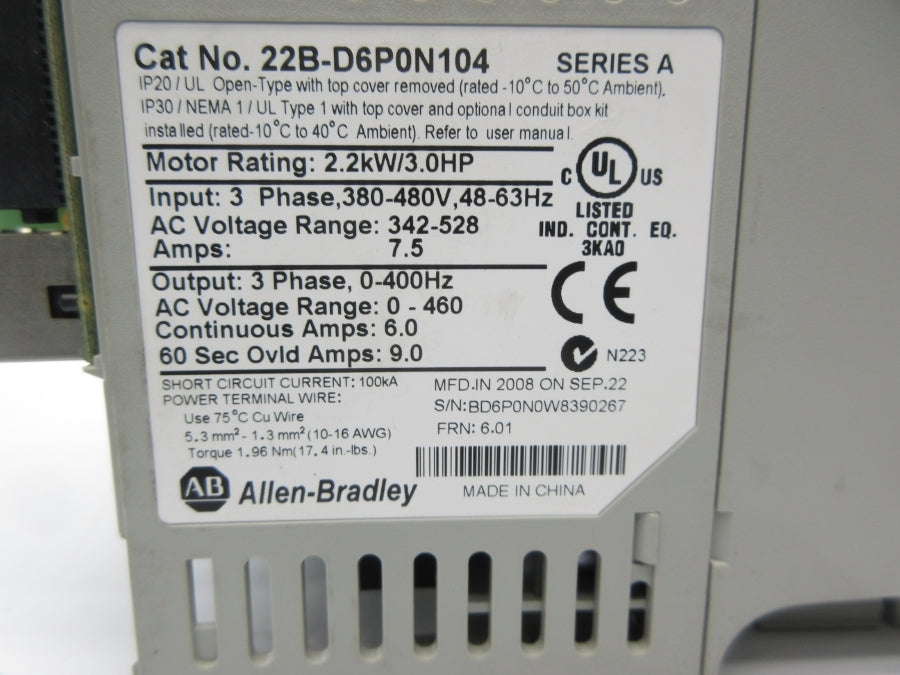 Cat No. 22B-D6P0N104 SERIES A
IP20 / UL Open-Type with top cover removed (rated -10°C to 50°C Ambient).
IP30 / NEMA 1 / UL Type 1 with top cover and optional conduit box kit
installed (rated-10°C to 40°C Ambient). Refer to user manual.
Motor Rating: 2.2kW/3.0HP
Input: 3 Phase,380-480V,48-63Hz
AC Voltage Range: 342-528
Amps: 7.5
C UL US
LISTED
IND. CONT. EQ.
3KA0
Output: 3 Phase, 0-400Hz
AC Voltage Range: 0 - 460
Continuous Amps: 6.0
60 Sec Ovld Amps: 9.0
CE
N223
SHORT CIRCUIT CURRENT: 100kA
POWER TERMINAL WIRE:
Use 75°C Cu Wire
5.3 mm² - 1.3 mm² (10-16 AWG)
Torque 1.96 Nm(17.4 in.-lbs.)
MFD.IN 2008 ON SEP.22
S/N:BD6P0N0W8390267
FRN: 6.01
AB Allen-Bradley
MADE IN CHINA